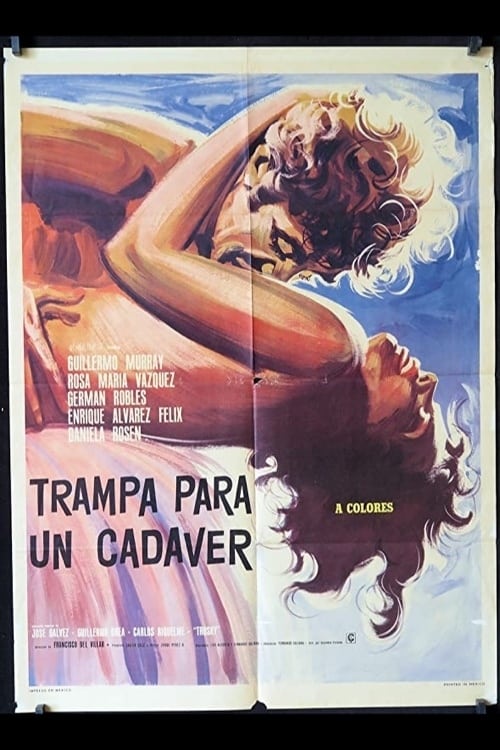 GUILLERMO MURRAY
ROSA MARIA VAZQUEZ
GERMAN ROBLES
ENRIQUE ALVAREZ FELIX
DANIELA ROSEN
TRAMPA PARA
UN CADAVER
A COLORES
JOSE GALVEZ - GUILLERMO - CARLOS RIQUELME - "TRUSKY"
FRANCISCO DEL VILLAR
IMPRESO EN MEXICO
PRINTED IN MEXICO